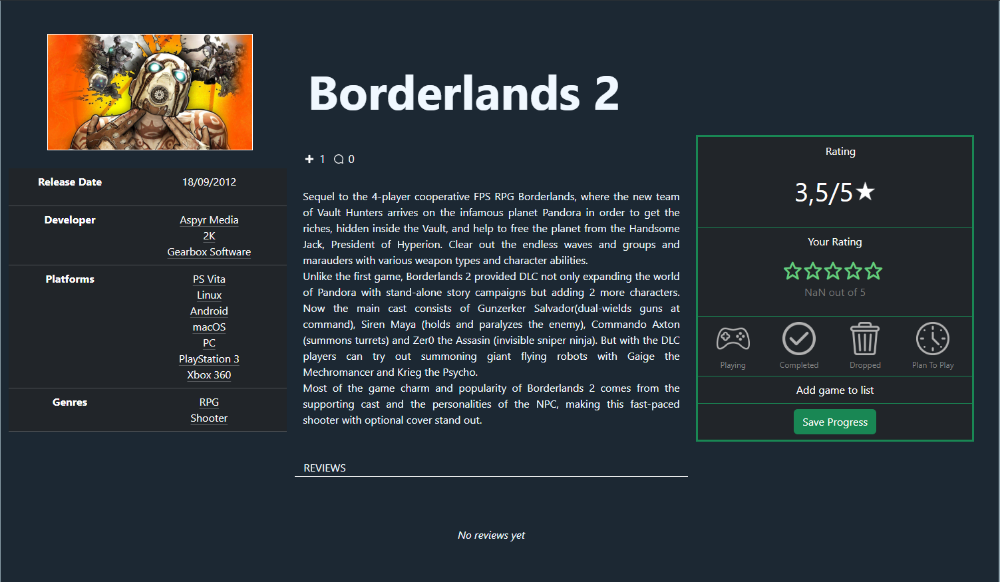 Borderlands 2
1 0
Release Date 18/09/2012
Developer Aspyr Media
2K
Gearbox Software
Platforms PS Vita
Linux
Android
macOS
PC
PlayStation 3
Xbox 360
Genres RPG
Shooter
Sequel to the 4-player cooperative FPS RPG Borderlands, where the new team
of Vault Hunters arrives on the infamous planet Pandora in order to get the
riches, hidden inside the Vault, and help to free the planet from the Handsome
Jack, President of Hyperion. Clear out the endless waves and groups and
marauders with various weapon types and character abilities.
Unlike the first game, Borderlands 2 provided DLC not only expanding the world
of Pandora with stand-alone story campaigns but adding 2 more characters.
Now the main cast consists of Gunzerker Salvador(dual-wields guns at
command), Siren Maya (holds and paralyzes the enemy), Commando Axton
(summons turrets) and Zer0 the Assasin (invisible sniper ninja). But with the DLC
players can try out summoning giant flying robots with Gaige the
Mechromancer and Krieg the Psycho.
Most of the game charm and popularity of Borderlands 2 comes from the
supporting cast and the personalities of the NPC, making this fast-paced
shooter with optional cover stand out.
REVIEWS
No reviews yet
Rating
3,5/5★
Your Rating
NaN out of 5
Playing Completed Dropped Plan To Play
Add game to list
Save Progress